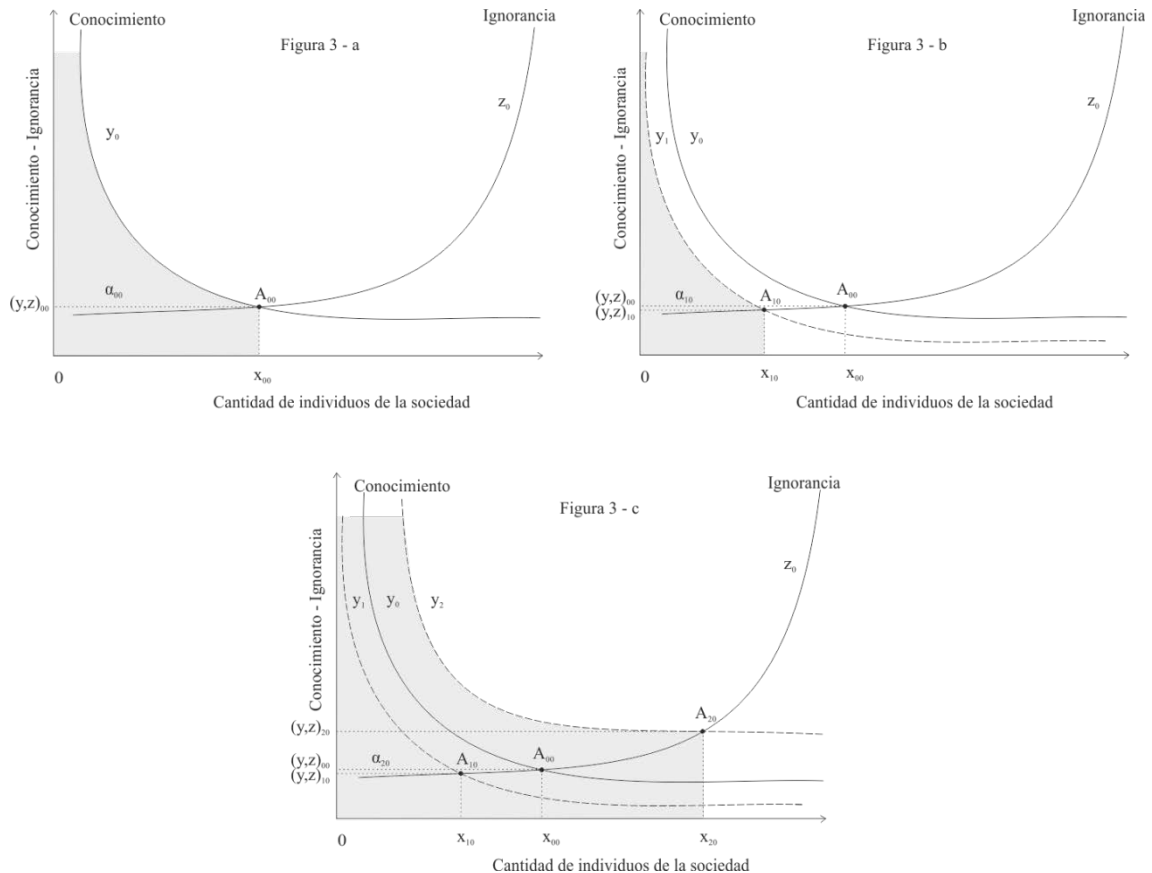 Conocimiento
Ignorancia
Figura 3 - a
Conocimiento - Ignorancia
z₀
y₀
α₀₀
A₀₀
(y,z)₀₀
0
x₀₀
Cantidad de individuos de la sociedad
Conocimiento
Ignorancia
Figura 3 - b
Conocimiento - Ignorancia
z₀
y₁
y₀
(y,z)₀₀
α₁₀
A₁₀
A₀₀
(y,z)₁₀
0
x₁₀
x₀₀
Cantidad de individuos de la sociedad
Conocimiento
Ignorancia
Figura 3 - c
Conocimiento - Ignorancia
z₀
y₁
y₀
y₂
A₂₀
(y,z)₂₀
(y,z)₀₀
α₂₀
A₁₀
A₀₀
(y,z)₁₀
0
x₁₀
x₀₀
x₂₀
Cantidad de individuos de la sociedad